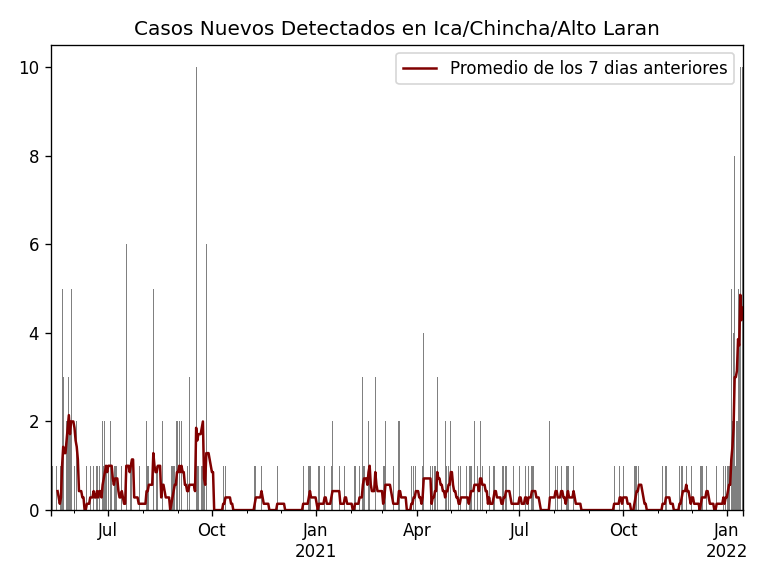 Casos Nuevos Detectados en Ica/Chincha/Alto Laran
Promedio de los 7 dias anteriores
10
8
6
4
2
0
Jul Oct Jan Apr Jul Oct Jan
2021 2022